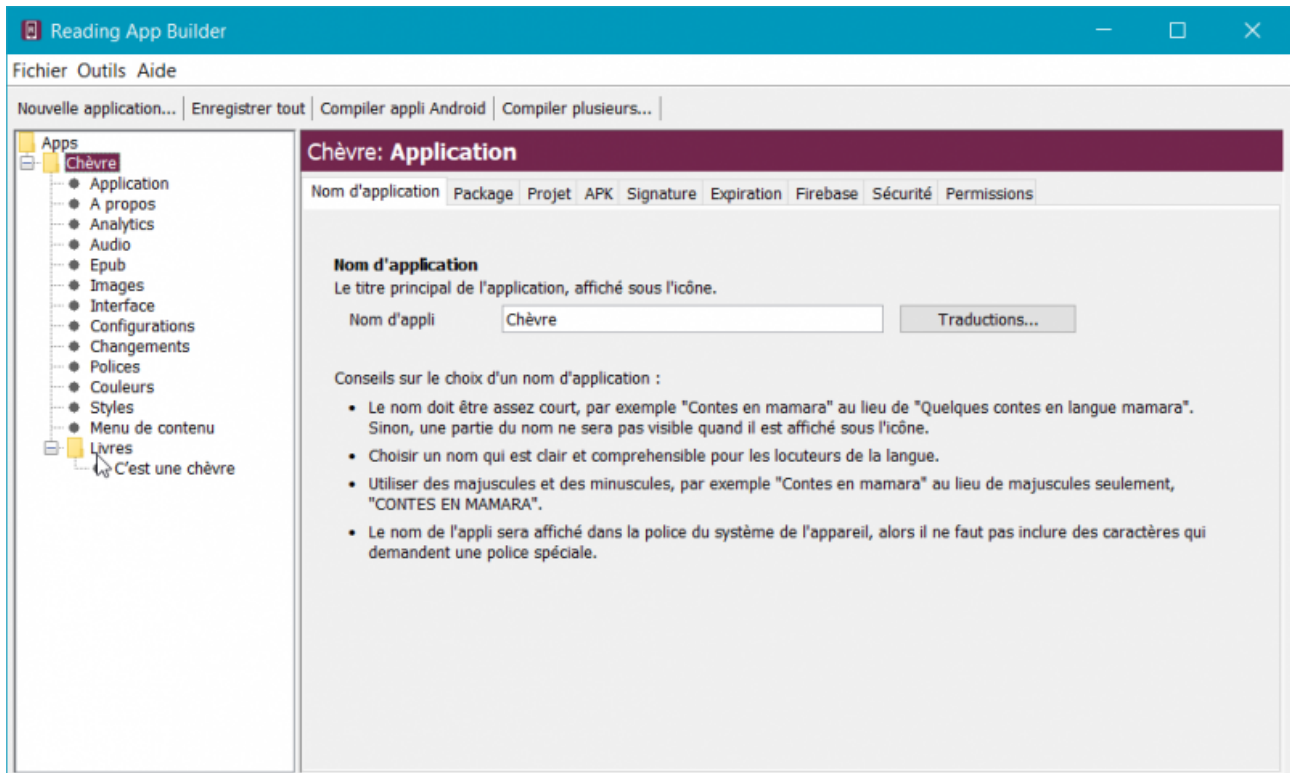 Reading App Builder
Fichier Outils Aide
Nouvelle application... Enregistrer tout Compiler appli Android Compiler plusieurs...
Apps
Chèvre
Application
A propos
Analytics
Audio
Epub
Images
Interface
Configurations
Changements
Polices
Couleurs
Styles
Menu de contenu
Livres
C'est une chèvre
Chèvre: Application
Nom d'application Package Projet APK Signature Expiration Firebase Sécurité Permissions
Nom d'application
Le titre principal de l'application, affiché sous l'icône.
Nom d'appli Chèvre Traductions...
Conseils sur le choix d'un nom d'application :
• Le nom doit être assez court, par exemple "Contes en mamara" au lieu de "Quelques contes en langue mamara".
Sinon, une partie du nom ne sera pas visible quand il est affiché sous l'icône.
• Choisir un nom qui est clair et comprehensible pour les locuteurs de la langue.
• Utiliser des majuscules et des minuscules, par exemple "Contes en mamara" au lieu de majuscules seulement,
"CONTES EN MAMARA".
• Le nom de l'appli sera affiché dans la police du système de l'appareil, alors il ne faut pas inclure des caractères qui
demandent une police spéciale.